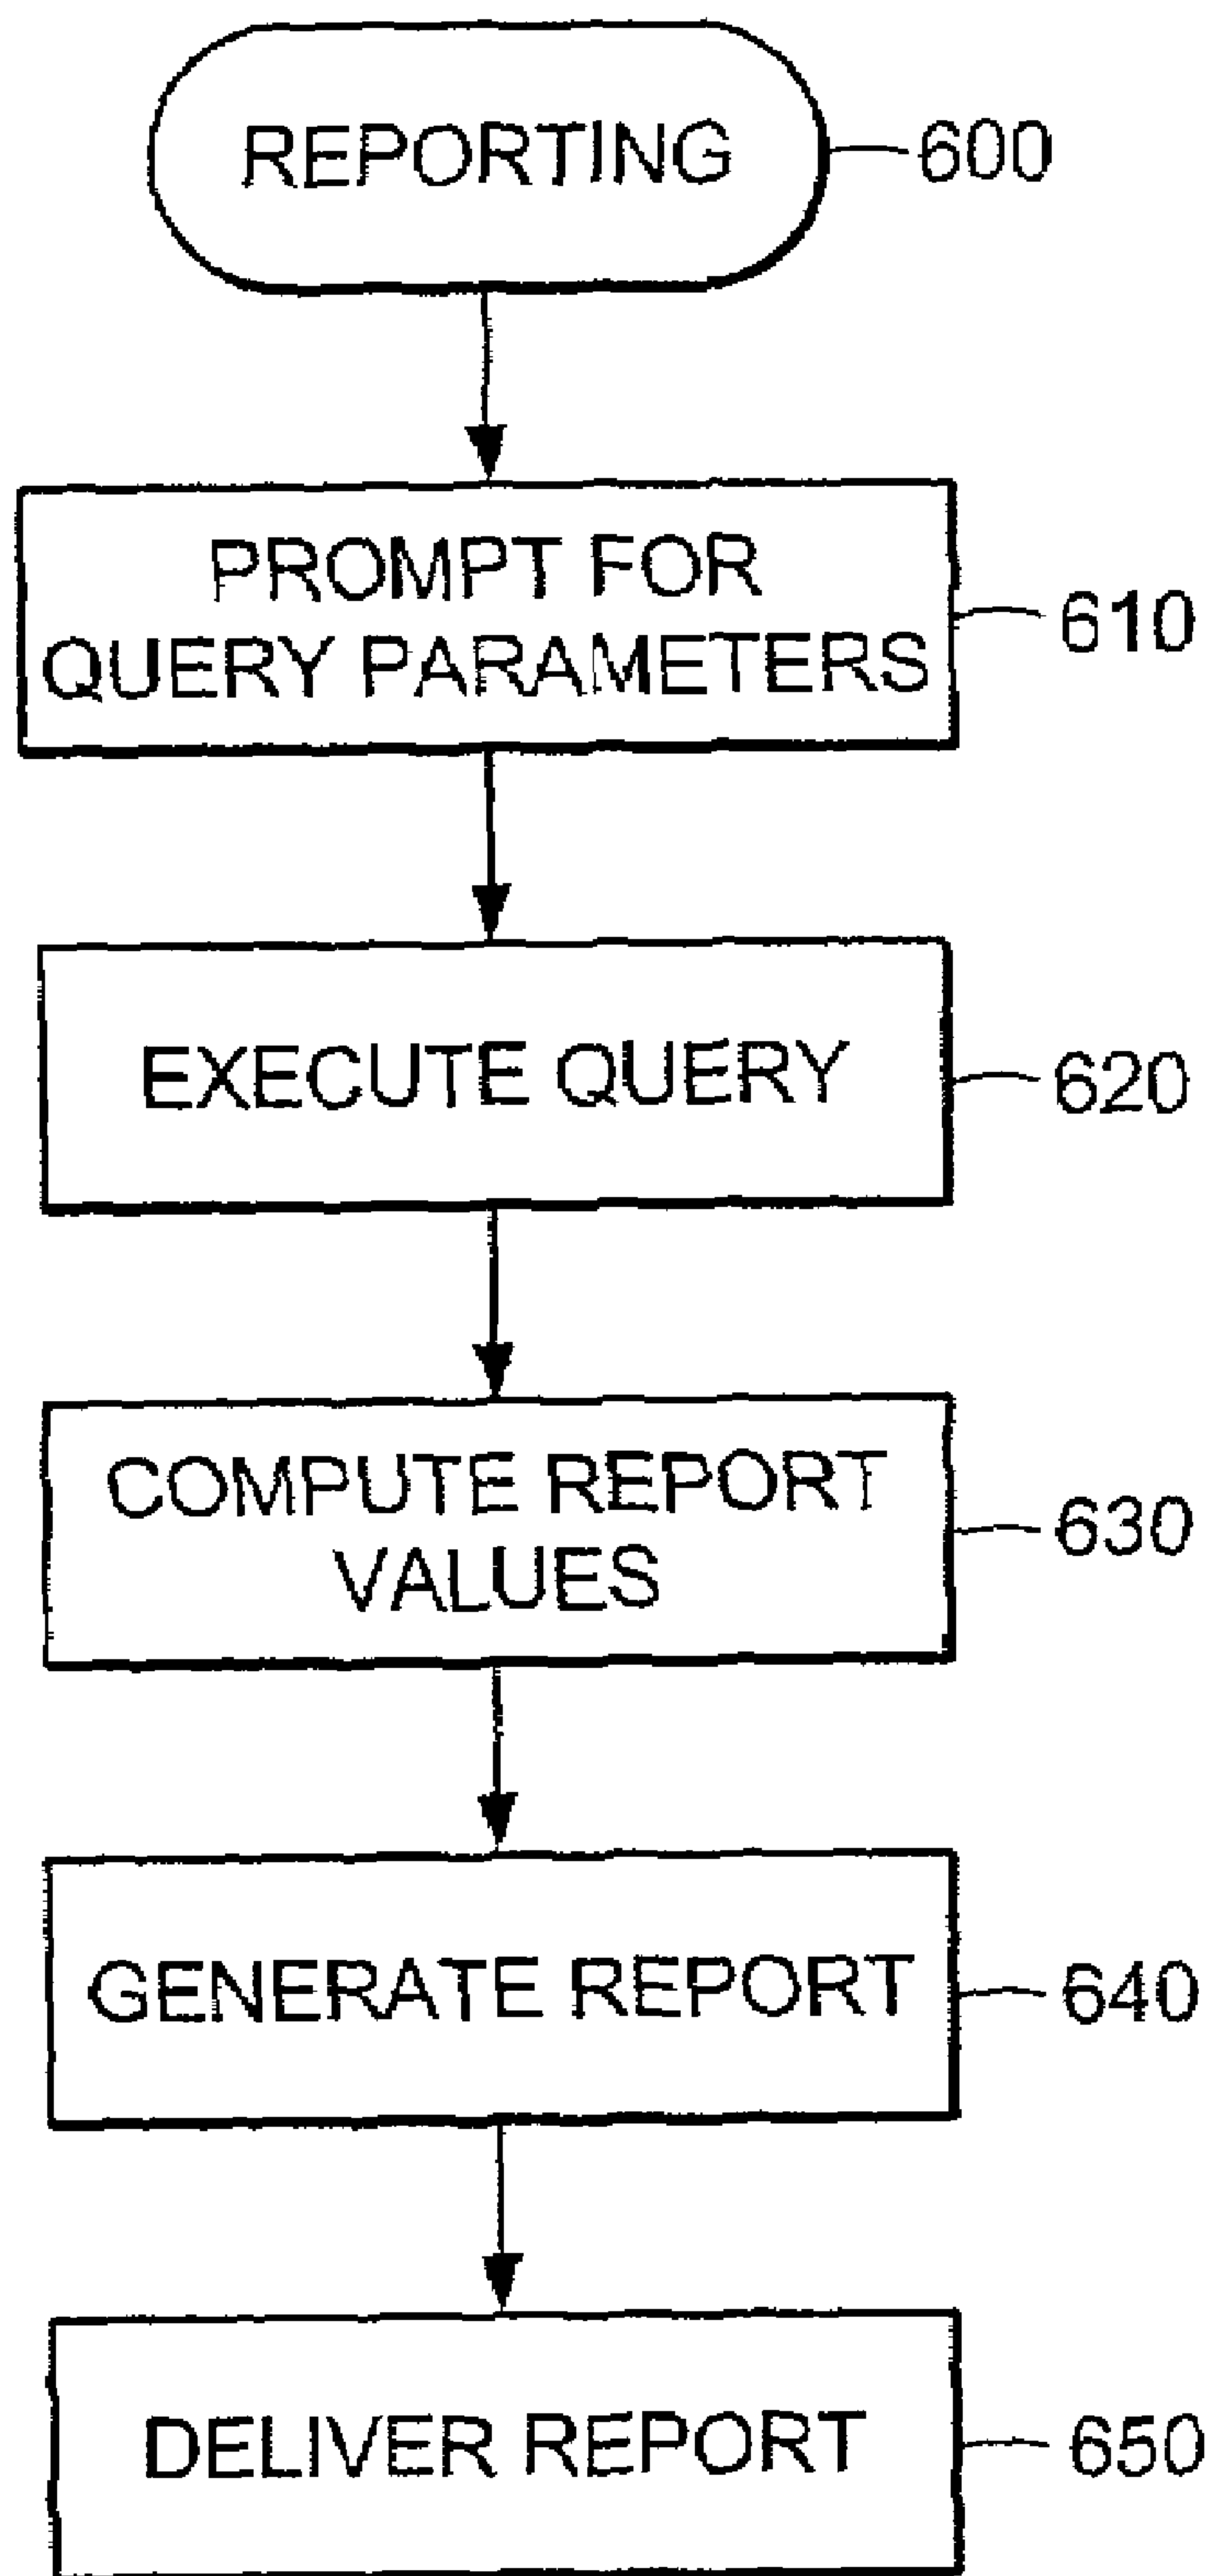 REPORTING
600
PROMPT FOR
QUERY PARAMETERS
610
EXECUTE QUERY
620
COMPUTE REPORT
VALUES
630
GENERATE REPORT
640
DELIVER REPORT
650